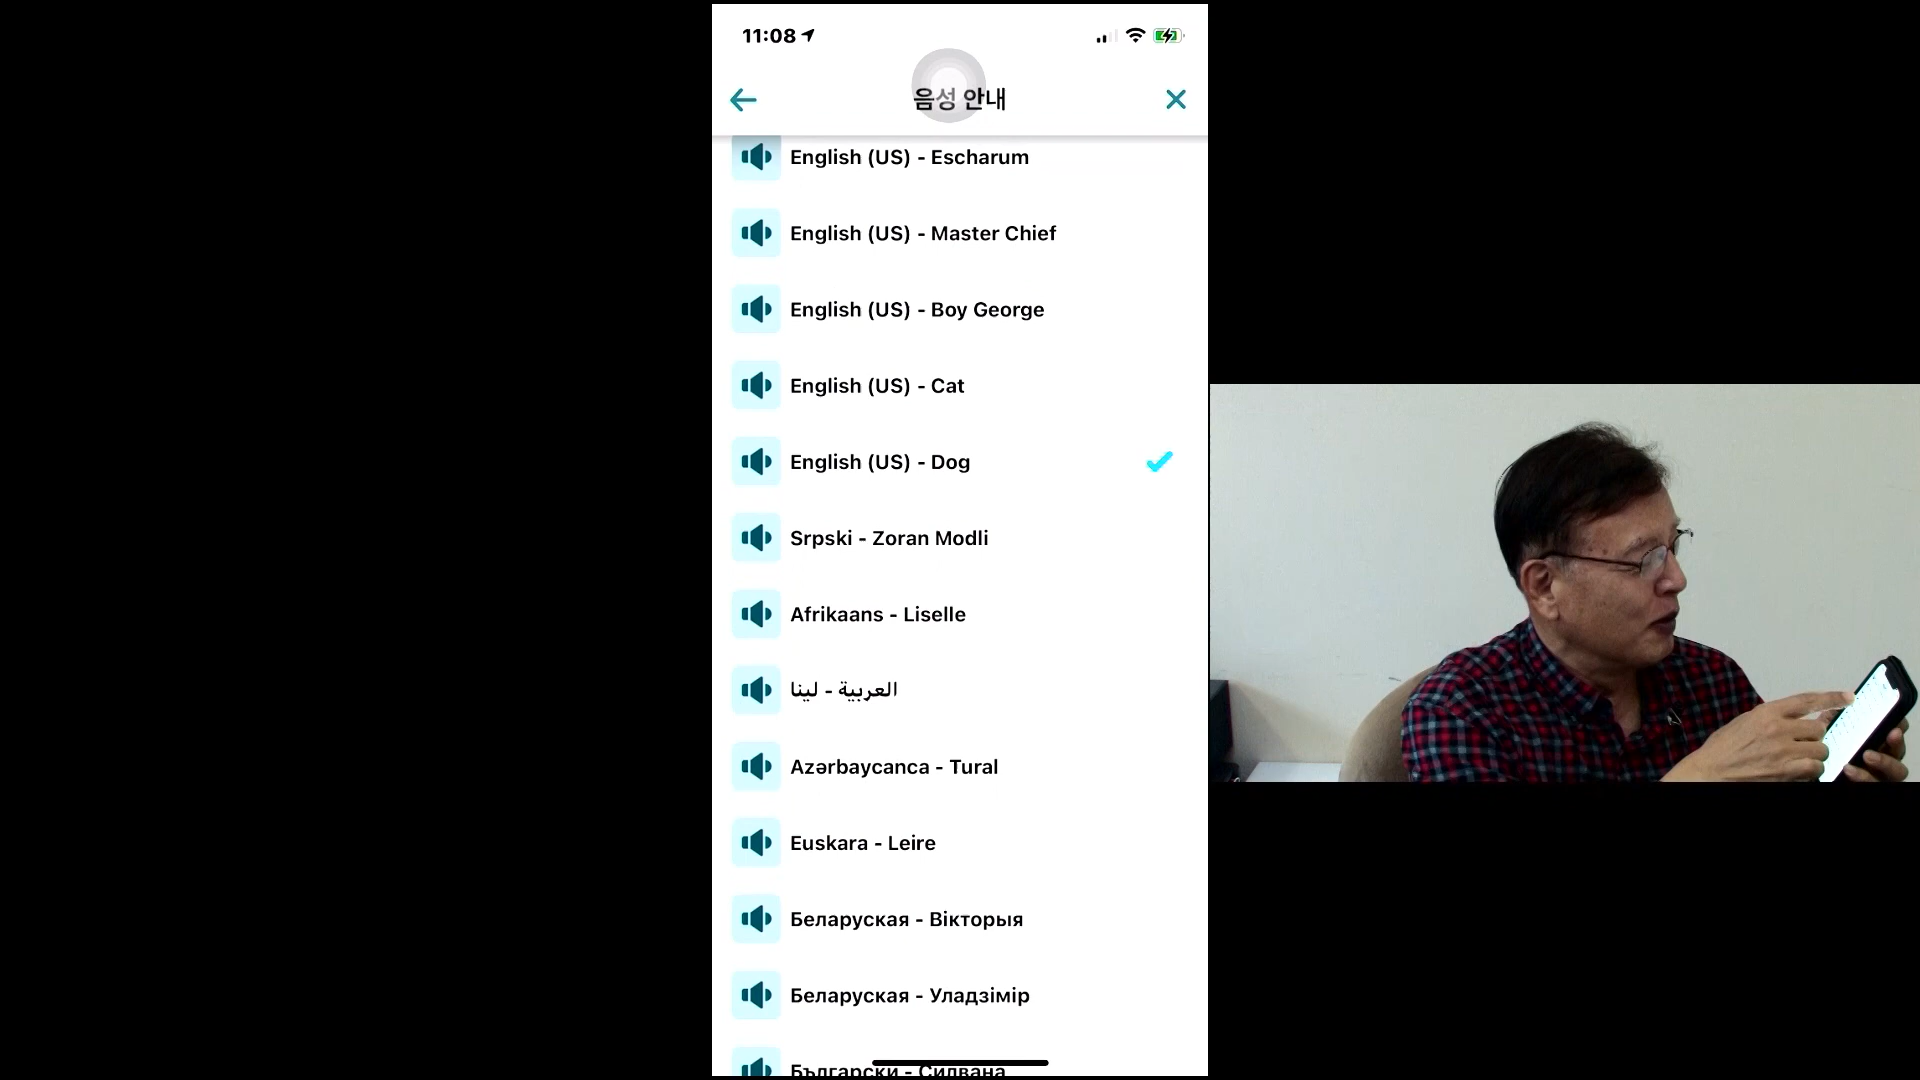 11:08
음성 안내
English (US) - Escharum
English (US) - Master Chief
English (US) - Boy George
English (US) - Cat
English (US) - Dog
Srpski - Zoran Modli
Afrikaans - Liselle
العربية - لينا
Azərbaycanca - Tural
Euskara - Leire
Беларуская - Вікторыя
Беларуская - Уладзімір
Български - Силвана